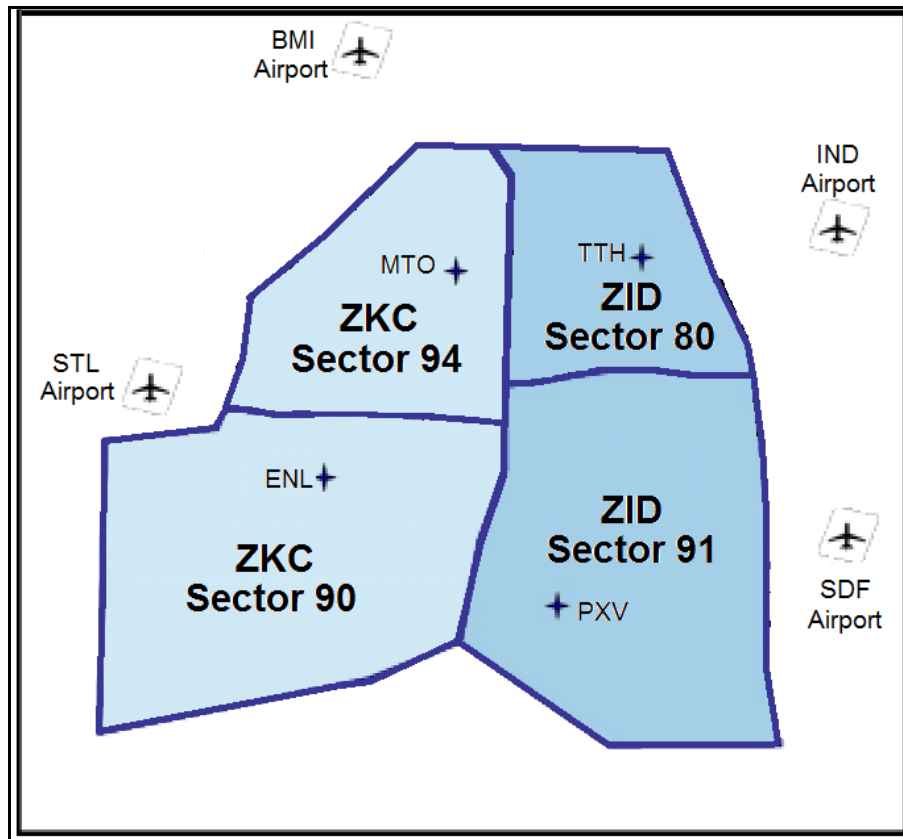 BMI
Airport
IND
Airport
MTO
TTH
ZKC
Sector 94
ZID
Sector 80
STL
Airport
ENL
ZKC
Sector 90
ZID
Sector 91
PXV
SDF
Airport